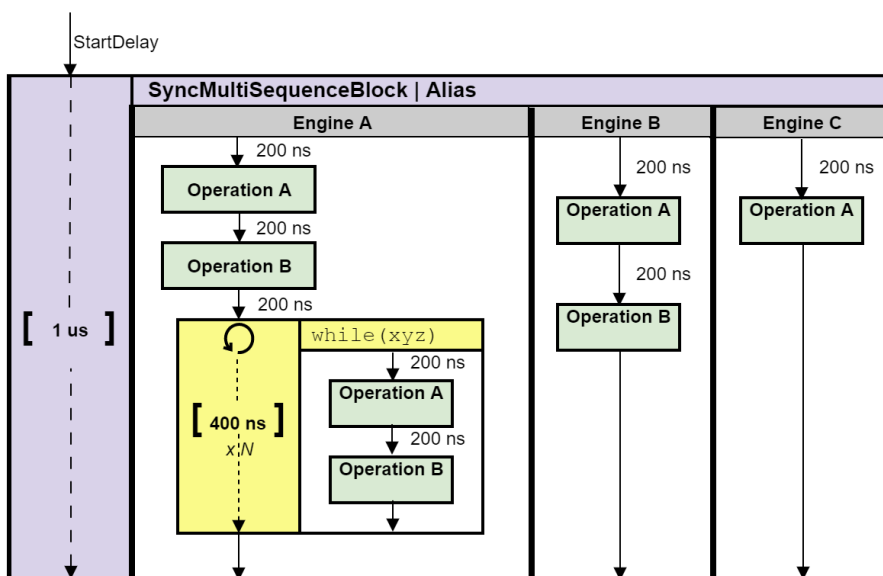 StartDelay
SyncMultiSequenceBlock | Alias
Engine A
Engine B
Engine C
200 ns
200 ns
200 ns
Operation A
Operation A
Operation A
200 ns
Operation B
200 ns
200 ns
Operation B
[ 1 us ]
while(xyz)
200 ns
Operation A
[ 400 ns ]
x N
200 ns
Operation B